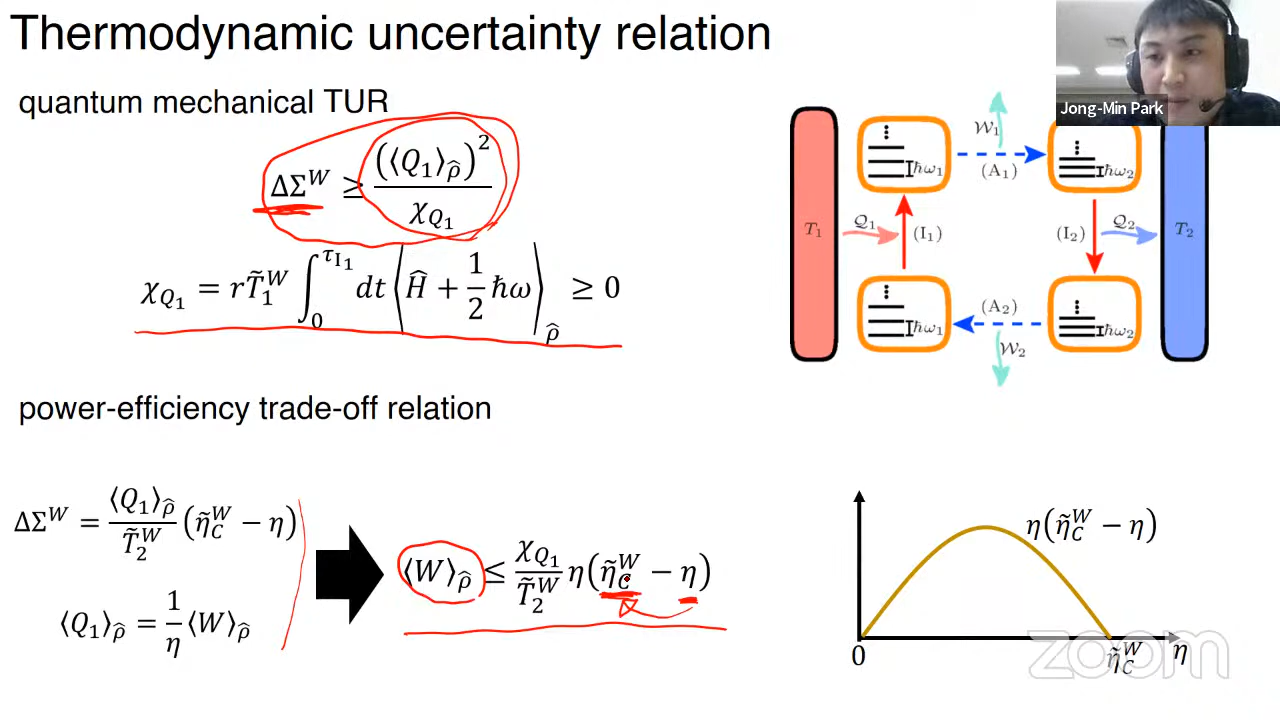 Thermodynamic uncertainty relation
quantum mechanical TUR
ΔΣ^W ≥ (⟨Q_1⟩_ρ̂)^2 / χ_{Q_1}
χ_{Q_1} = r T̃_1^W ∫_0^{τ_{I_1}} dt ⟨Ĥ + 1/2 ħω⟩_ρ̂ ≥ 0
power-efficiency trade-off relation
ΔΣ^W = ⟨Q_1⟩_ρ̂ / T̃_2^W (η̃_C^W − η)
⟨Q_1⟩_ρ̂ = 1/η ⟨W⟩_ρ̂
⟨W⟩_ρ̂ ≤ χ_{Q_1} / T̃_2^W η(η̃_C^W − η)
Jong-Min Park
𝒲_1
ħω_1
(A_1)
ħω_2
T_1
𝒬_1
(I_1)
(I_2)
𝒬_2
T_2
(A_2)
ħω_1
ħω_2
𝒲_2
η(η̃_C^W − η)
0
η̃_C^W
η
zoom